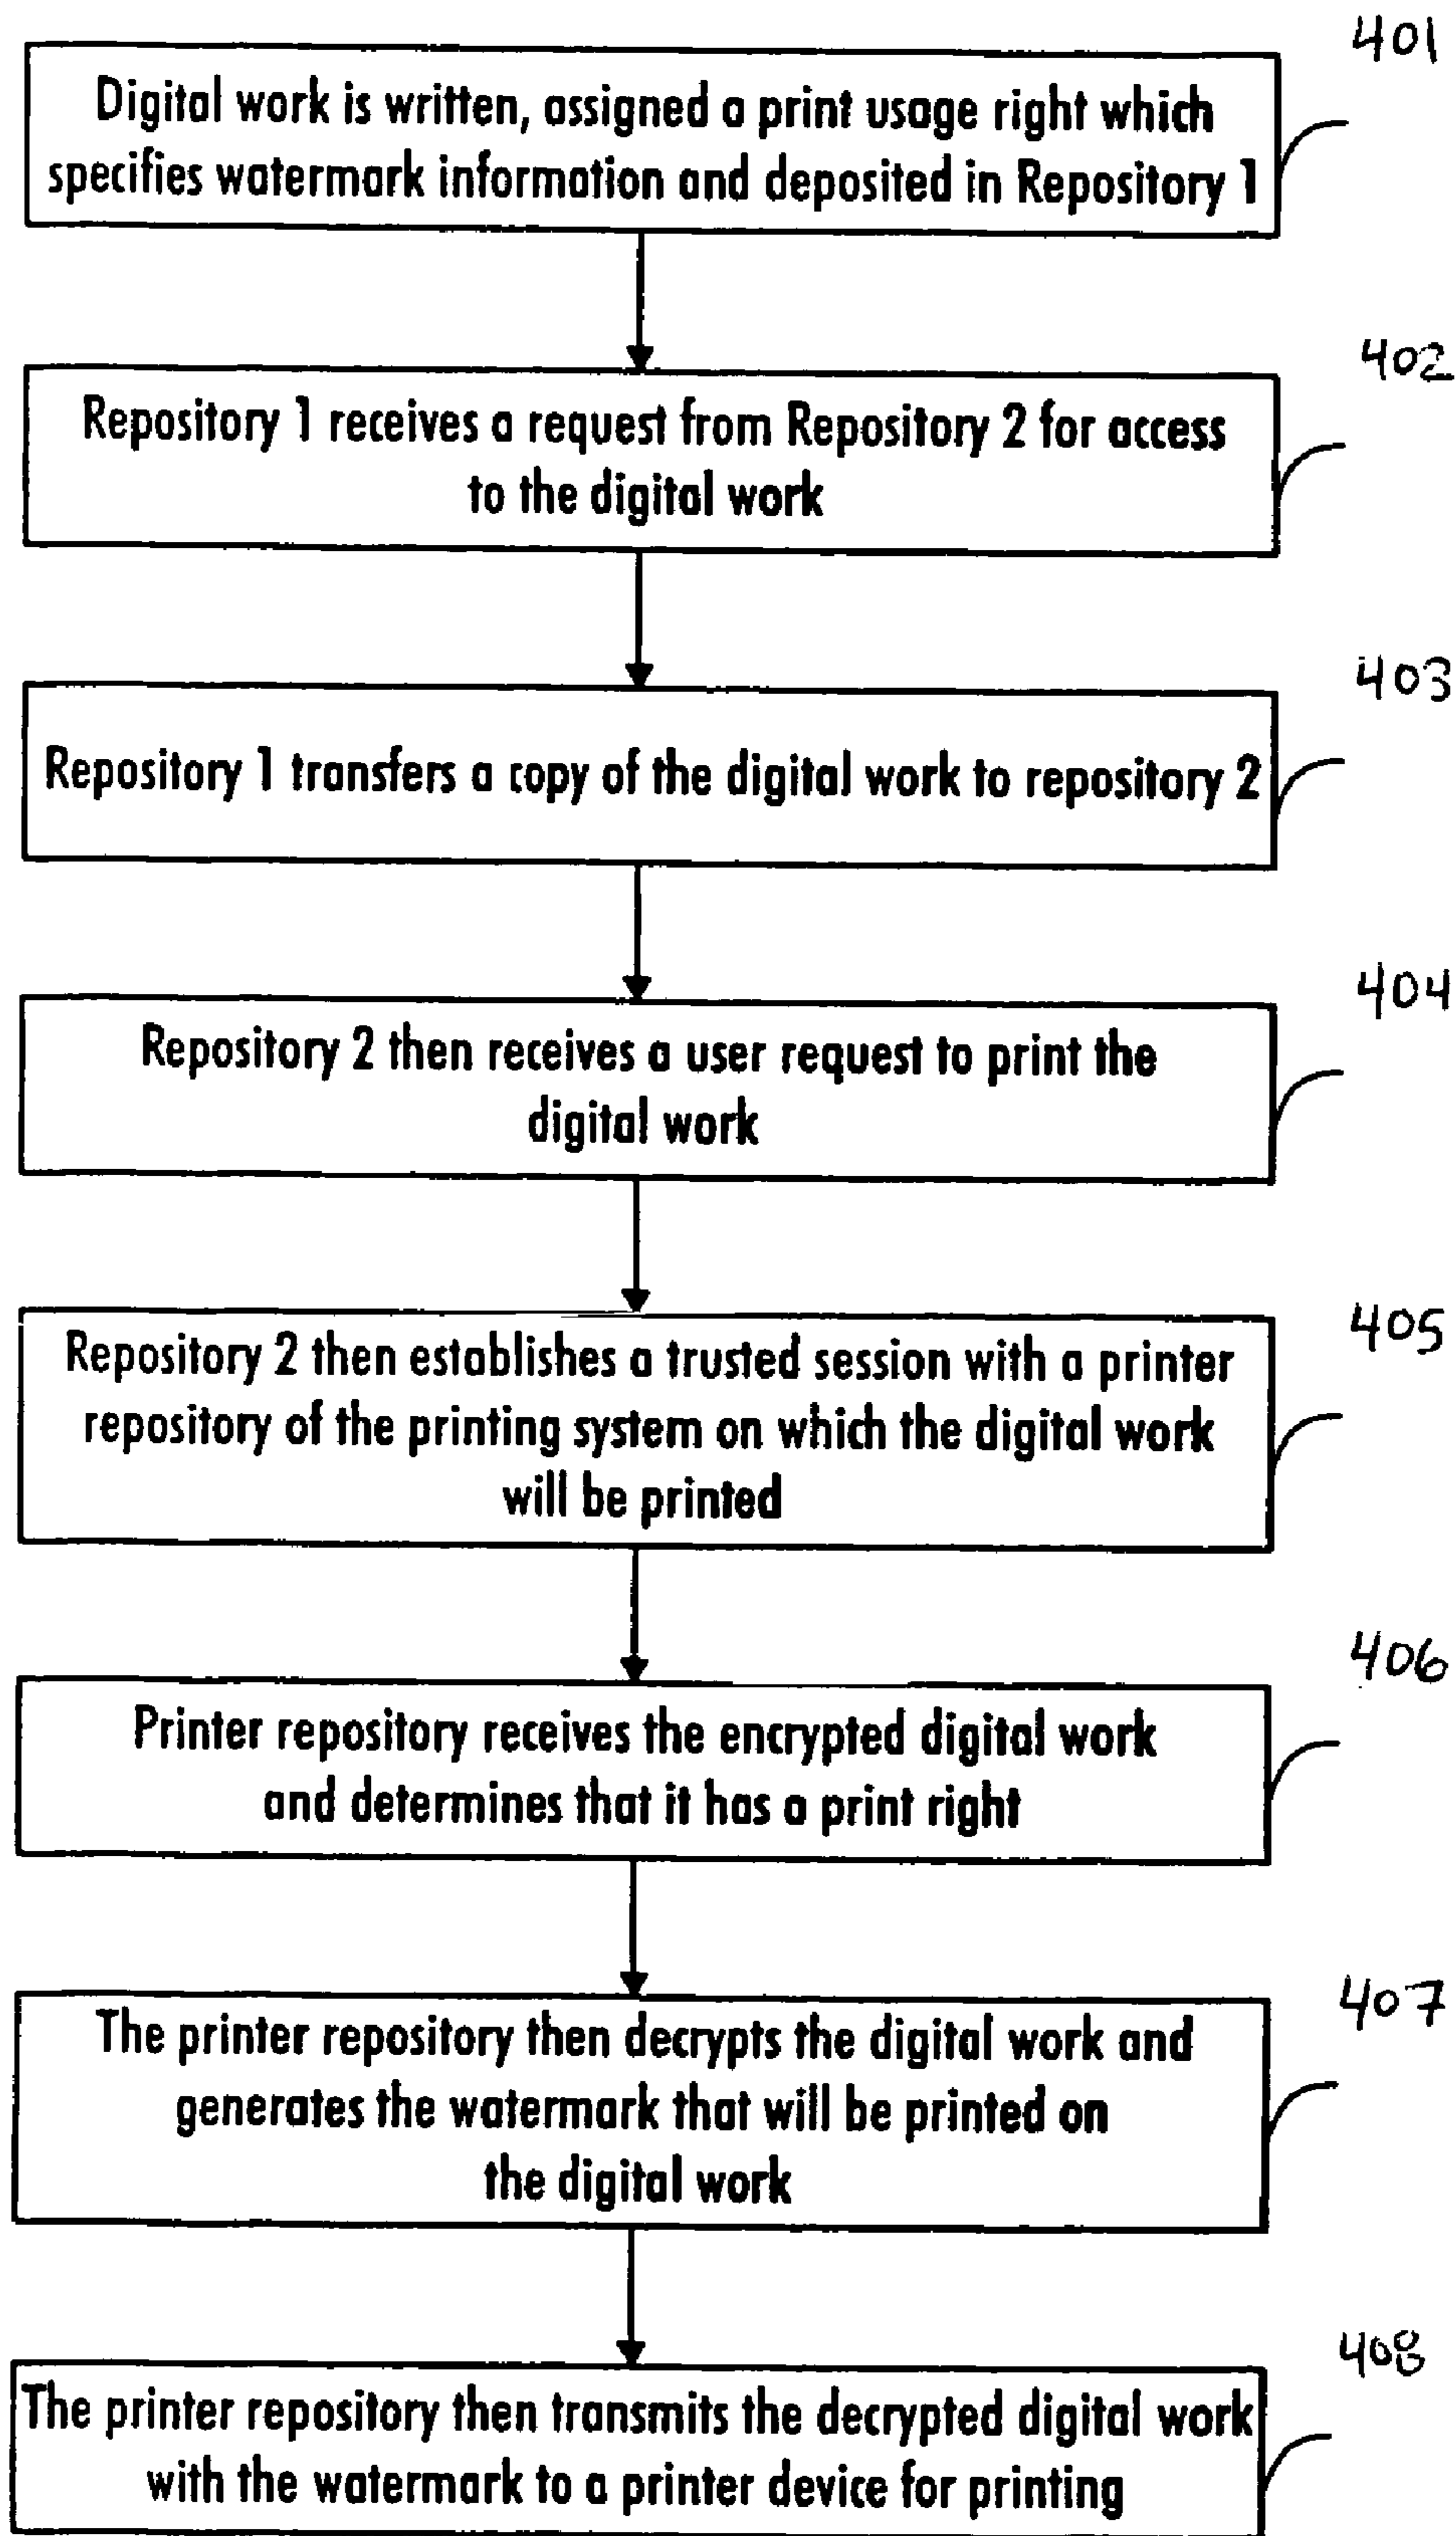 401
Digital work is written, assigned a print usage right which
specifies watermark information and deposited in Repository 1
402
Repository 1 receives a request from Repository 2 for access
to the digital work
403
Repository 1 transfers a copy of the digital work to repository 2
404
Repository 2 then receives a user request to print the
digital work
405
Repository 2 then establishes a trusted session with a printer
repository of the printing system on which the digital work
will be printed
406
Printer repository receives the encrypted digital work
and determines that it has a print right
407
The printer repository then decrypts the digital work and
generates the watermark that will be printed on
the digital work
408
The printer repository then transmits the decrypted digital work
with the watermark to a printer device for printing